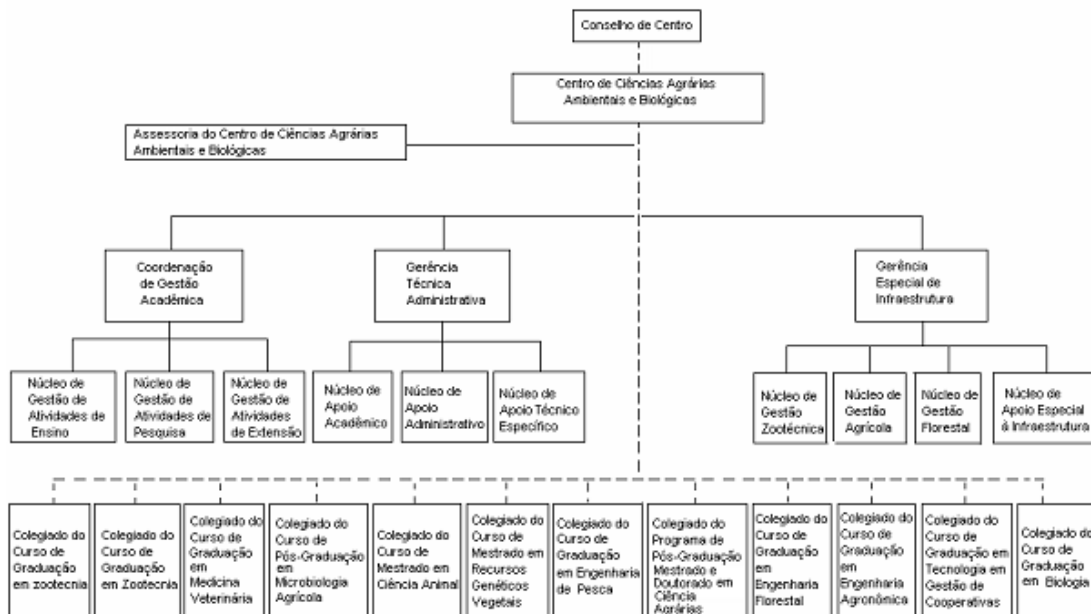 Conselho de Centro
Centro de Ciências Agrárias
Ambientais e Biológicas
Assessoria do Centro de Ciências Agrárias
Ambientais e Biológicas
Coordenação
de Gestão
Acadêmica
Gerência
Técnica
Administrativa
Gerência
Especial de
Infraestrutura
Núcleo de
Gestão de
Atividades de
Ensino
Núcleo de
Gestão de
Atividades de
Pesquisa
Núcleo de
Gestão de
Atividades
de Extensão
Núcleo de
Apoio
Acadêmico
Núcleo de
Apoio
Administrativo
Núcleo de
Apoio Técnico
Específico
Núcleo de
Gestão
Zootécnica
Núcleo de
Gestão
Agrícola
Núcleo de
Gestão
Florestal
Núcleo de
Apoio Especial
à Infraestrutura
Colegiado do
Curso de
Graduação
em zootecnia
Colegiado do
Curso de
Graduação
em Zootecnia
Colegiado do
Curso de
Graduação
em
Medicina
Veterinária
Colegiado do
Curso de
Pós-Graduação
em
Microbiologia
Agrícola
Colegiado do
Curso de
Mestrado
em Ciência Animal
Colegiado do
Curso de
Mestrado em
Recursos
Genéticos
Vegetais
Colegiado do
Curso de
Graduação
em Engenharia
de Pesca
Colegiado do
Programa de
Pós-Graduação
Mestrado e
Doutorado em
Ciência
Agrárias
Colegiado do
Curso de
Graduação
em
Engenharia
Florestal
Colegiado do
Curso de
Graduação
em
Engenharia
Agronômica
Colegiado do
Curso de
Graduação em
Tecnologia em
Gestão de
Cooperativas
Colegiado do
Curso de
Graduação
em Biologia